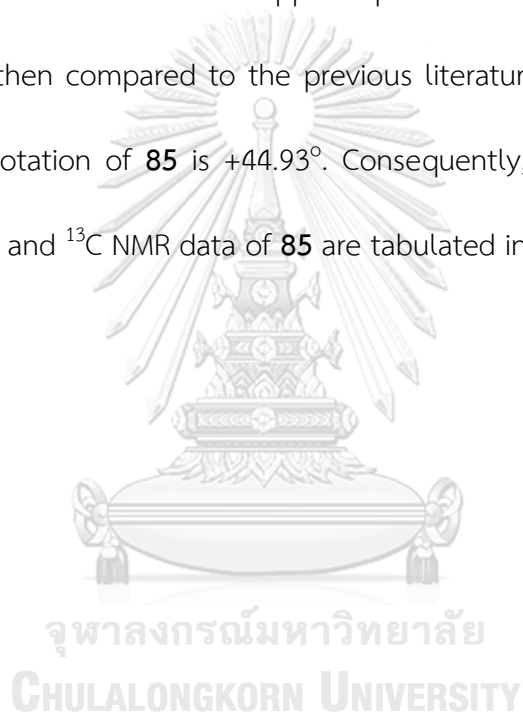 then compared to the previous literatur
otation of 85 is +44.93°. Consequently,
and ¹³C NMR data of 85 are tabulated in
จุฬาลงกรณ์มหาวิทยาลัย
CHULALONGKORN UNIVERSITY